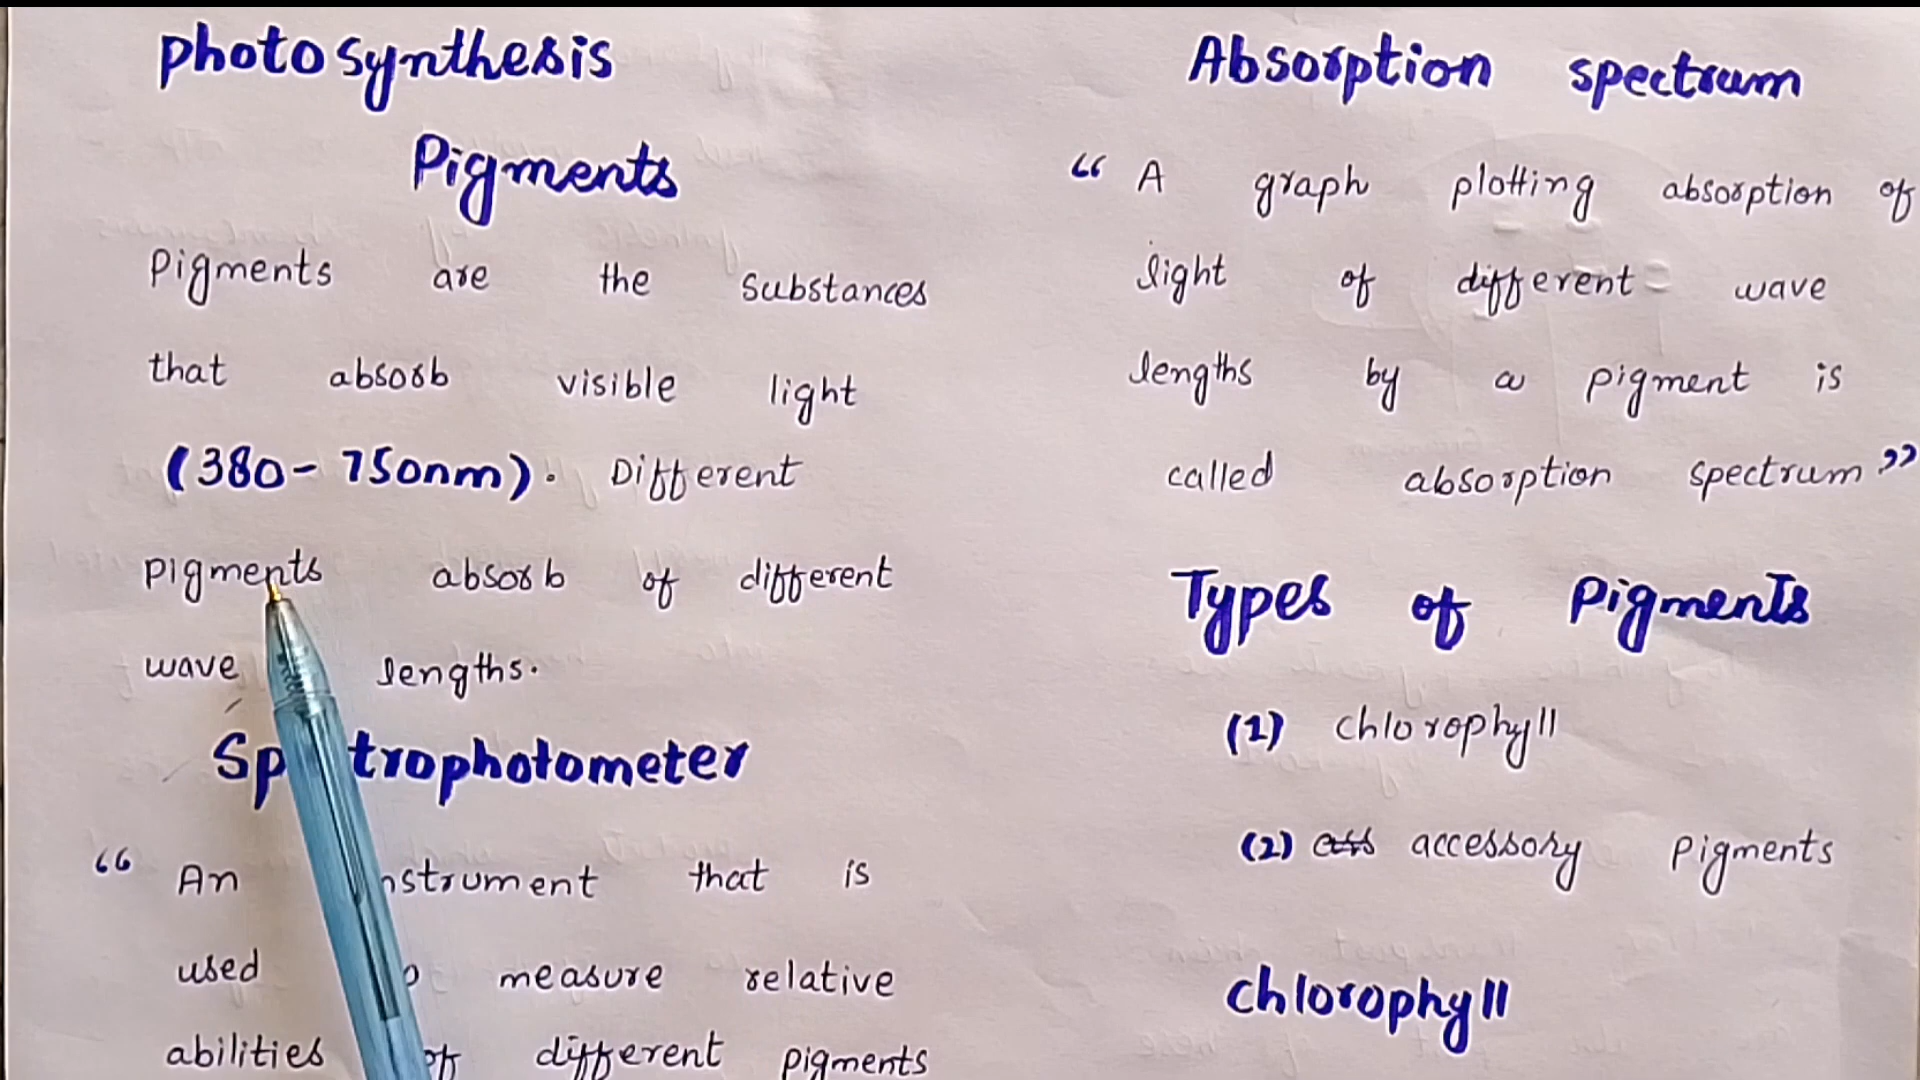 Photosynthesis
Pigments
Pigments are the substances
that absorb visible light
(380-750nm). Different
pigments absorb of different
wave lengths.
trophotometer
“ An that is
used measure relative
abilities of different pigments
Absorption spectrum
“ A graph plotting absorption of
light of different wave
lengths by a pigment is
called absorption spectrum”
Types of Pigments
(1) chlorophyll
(2) accessory Pigments
chlorophyll